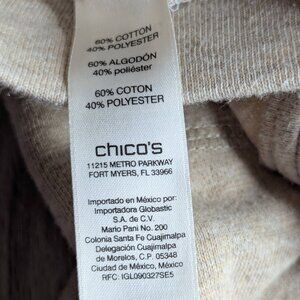 60% COTTON
40% POLYESTER
60% ALGODÓN
40% poliéster
60% COTON
40% POLYESTER
chico's
11215 METRO PARKWAY
FORT MYERS, FL 33966
Importado en México por:
Importadora Globastic
S.A. de C.V.
Mario Pani No. 200
Colonia Santa Fe Cuajimalpa
Delegación Cuajimalpa
de Morelos, C.P. 05348
Ciudad de México, México
RFC: IGL090327SE5